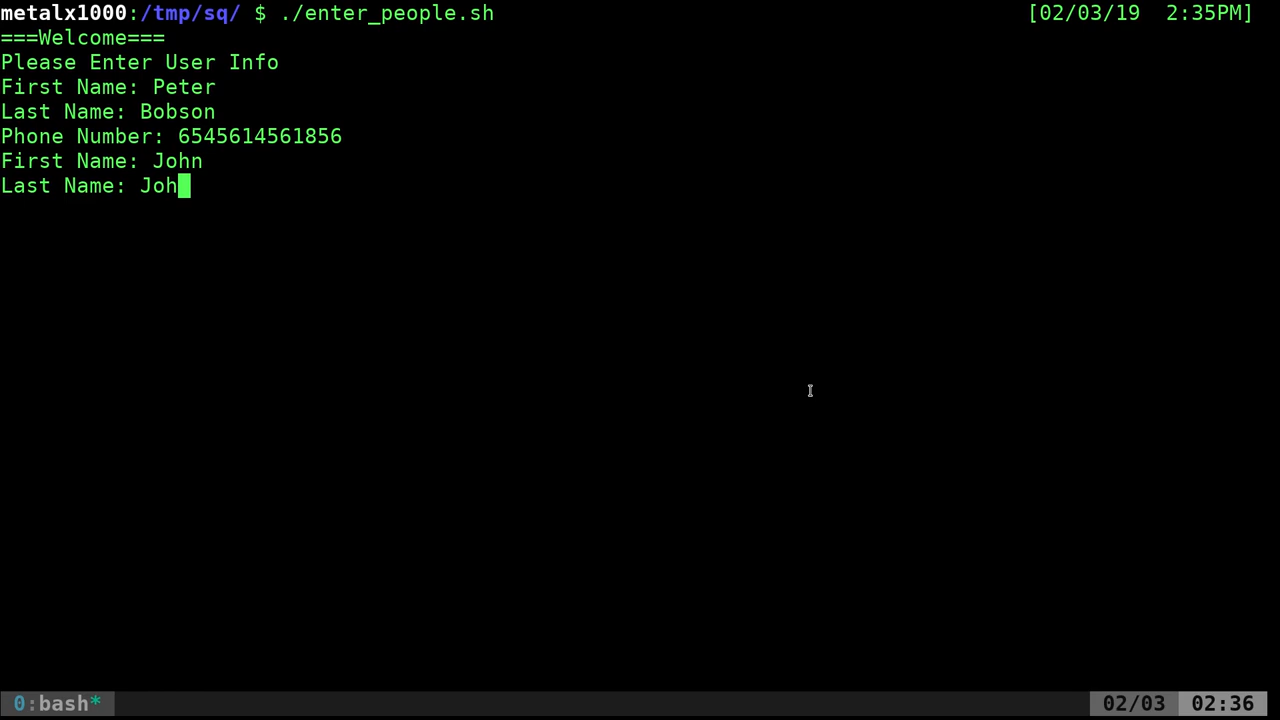 metalx1000:/tmp/sq/ $ ./enter_people.sh [02/03/19  2:35PM]
===Welcome===
Please Enter User Info
First Name: Peter
Last Name: Bobson
Phone Number: 6545614561856
First Name: John
Last Name: Joh
0:bash* 02/03 02:36